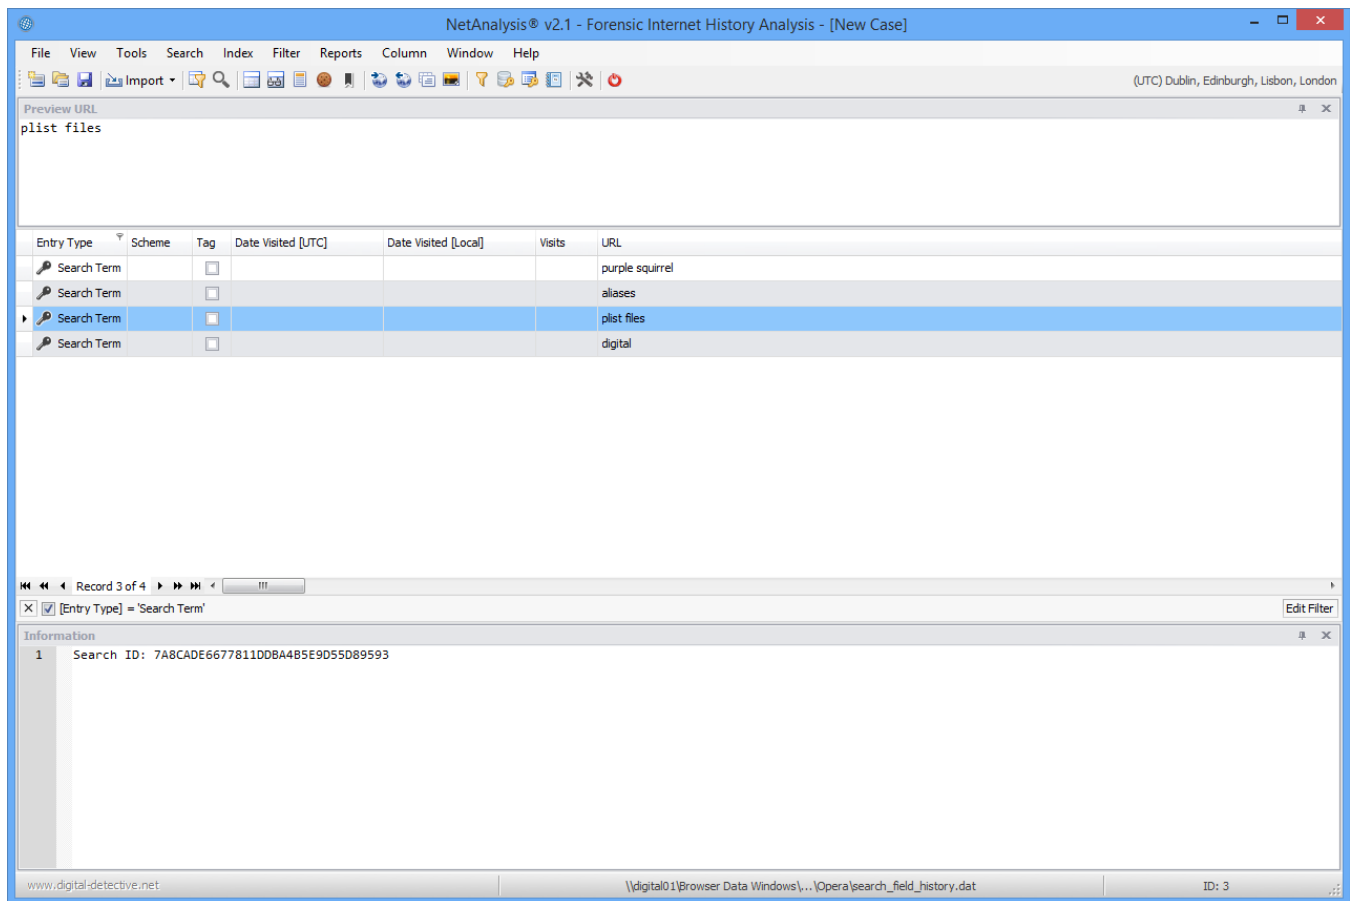 NetAnalysis® v2.1 - Forensic Internet History Analysis - [New Case]
File View Tools Search Index Filter Reports Column Window Help
Import (UTC) Dublin, Edinburgh, Lisbon, London
Preview URL
plist files
Entry Type Scheme Tag Date Visited [UTC] Date Visited [Local] Visits URL
Search Term purple squirrel
Search Term aliases
Search Term plist files
Search Term digital
Record 3 of 4
[Entry Type] = 'Search Term' Edit Filter
Information
1 Search ID: 7A8CADE6677811DDBA4B5E9D55D89593
www.digital-detective.net \\digital01\Browser Data Windows\...\Opera\search_field_history.dat ID: 3